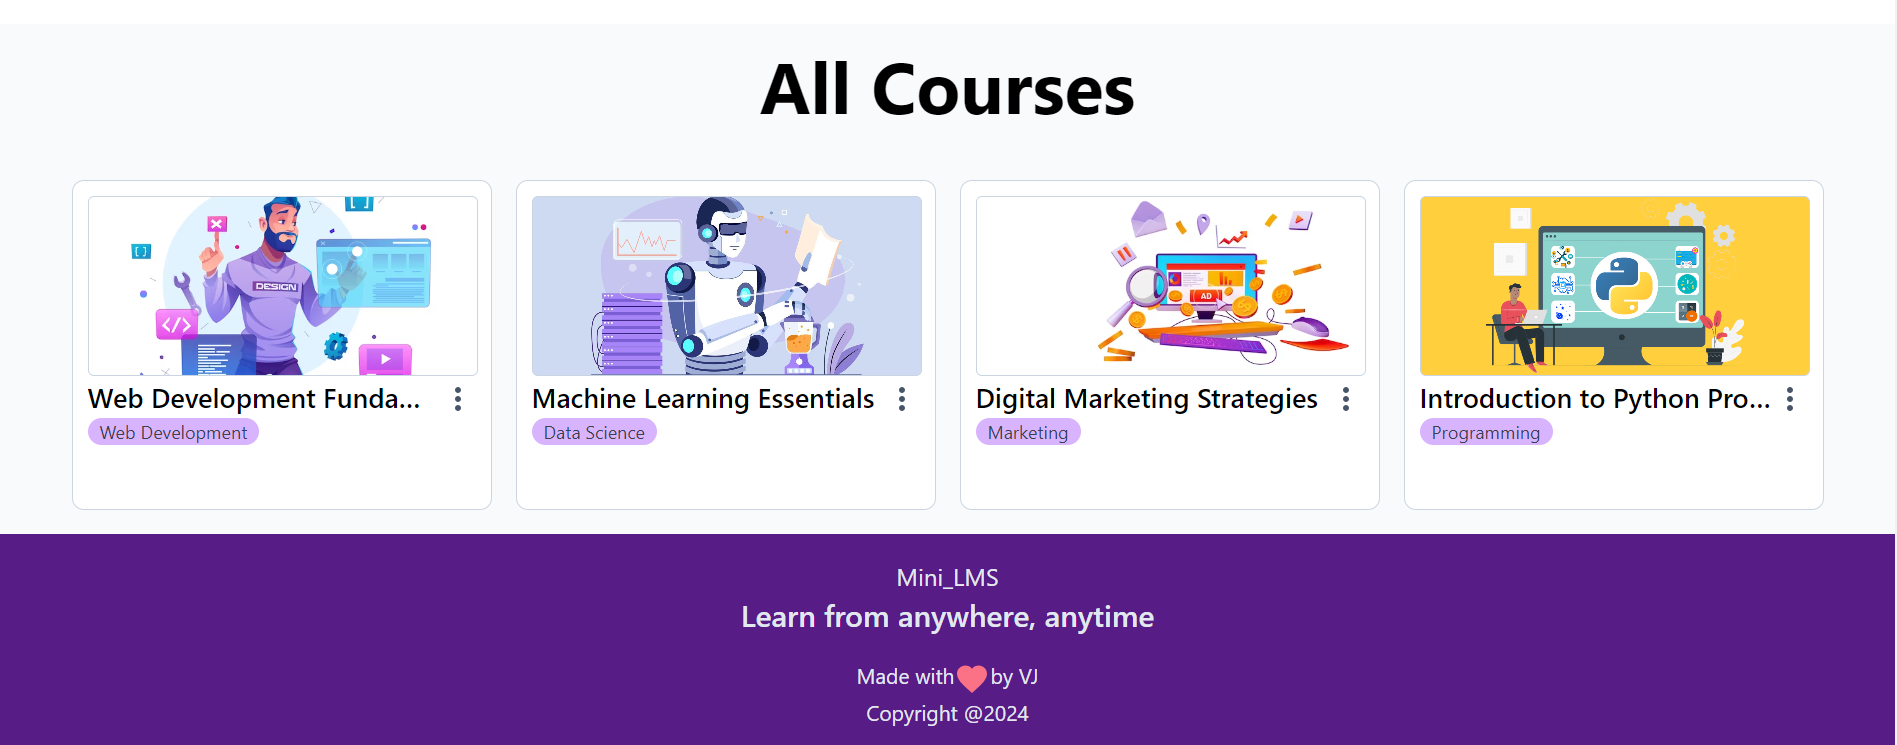 All Courses
DESIGN
</>
[ ]
[ ]
AD
Web Development Funda...
Web Development
Machine Learning Essentials
Data Science
Digital Marketing Strategies
Marketing
Introduction to Python Pro...
Programming
Mini_LMS
Learn from anywhere, anytime
Made with ❤ by VJ
Copyright @2024